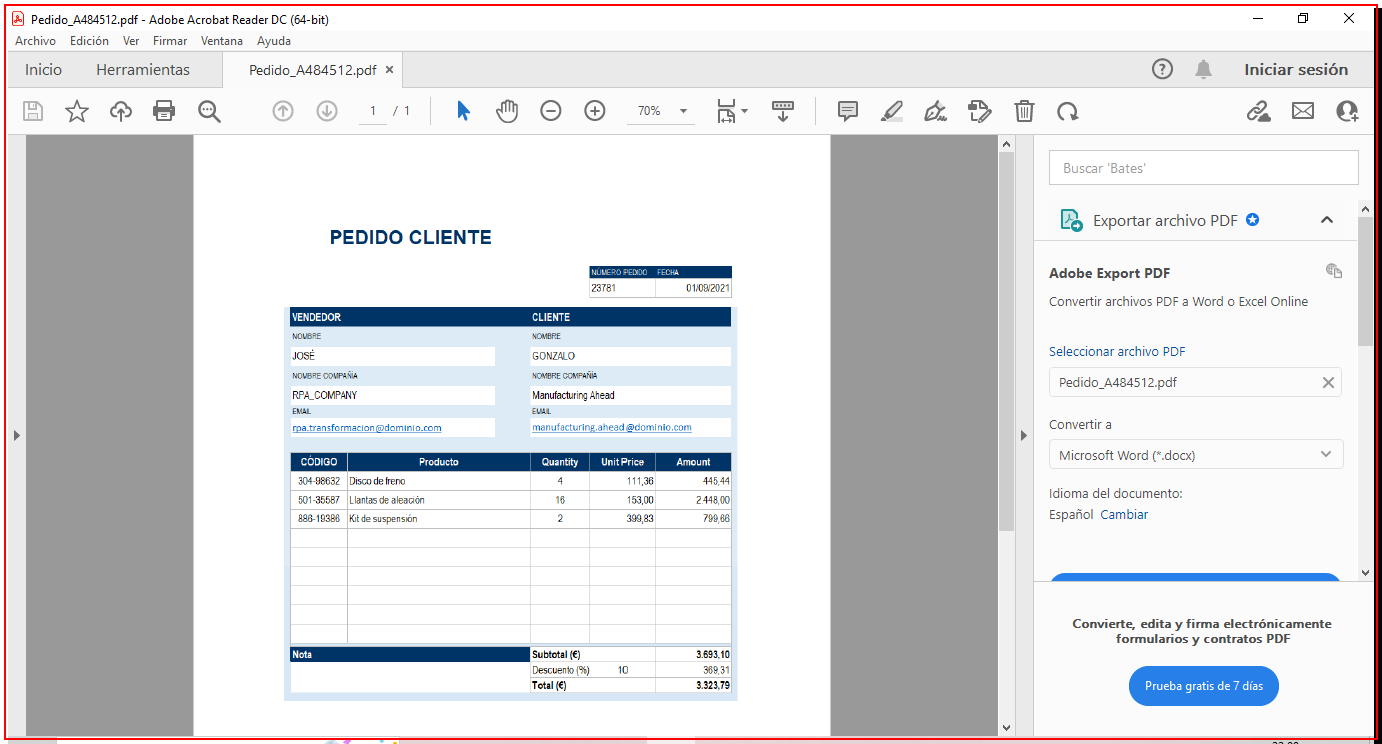 Pedido_A484512.pdf - Adobe Acrobat Reader DC (64-bit)
Archivo Edición Ver Firmar Ventana Ayuda
Inicio Herramientas Pedido_A484512.pdf × Iniciar sesión
1 / 1 70%
Buscar 'Bates'
Exportar archivo PDF
Adobe Export PDF
Convertir archivos PDF a Word o Excel Online
Seleccionar archivo PDF
Pedido_A484512.pdf
Convertir a
Microsoft Word (*.docx)
Idioma del documento:
Español Cambiar
Convierte, edita y firma electrónicamente
formularios y contratos PDF
Prueba gratis de 7 días
PEDIDO CLIENTE
NÚMERO PEDIDO FECHA
23781 01/09/2021
VENDEDOR CLIENTE
NOMBRE NOMBRE
JOSÉ GONZALO
NOMBRE COMPAÑIA NOMBRE COMPAÑIA
RPA_COMPANY Manufacturing Ahead
EMAIL EMAIL
rpa.transformacion@dominio.com manufacturing.ahead@dominio.com
CÓDIGO Producto Quantity Unit Price Amount
304-98632 Disco de freno 4 111,36 445,44
501-35587 Llantas de aleación 16 153,00 2.448,00
886-19386 Kit de suspensión 2 399,83 799,66
Nota Subtotal (€) 3.693,10
Descuento (%) 10 369,31
Total (€) 3.323,79